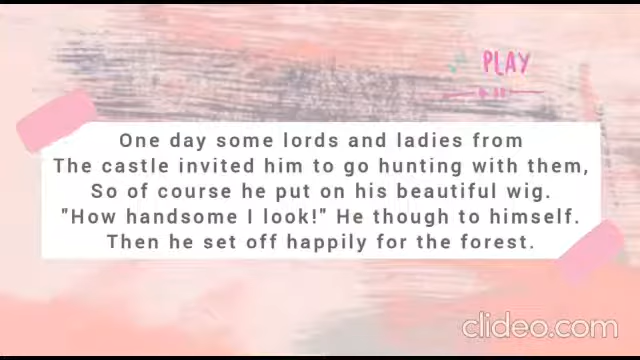 PLAY
One day some lords and ladies from
The castle invited him to go hunting with them,
So of course he put on his beautiful wig.
"How handsome I look!" He though to himself.
Then he set off happily for the forest.
clideo.com